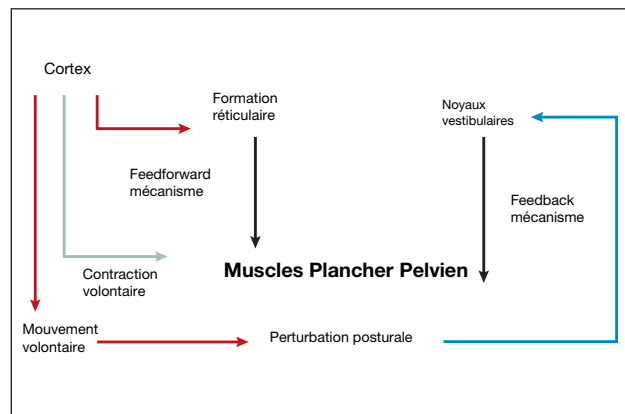 Cortex
Formation
réticulaire
Noyaux
vestibulaires
Feedforward
mécanisme
Feedback
mécanisme
Muscles Plancher Pelvien
Contraction
volontaire
Mouvement
volontaire
Perturbation posturale